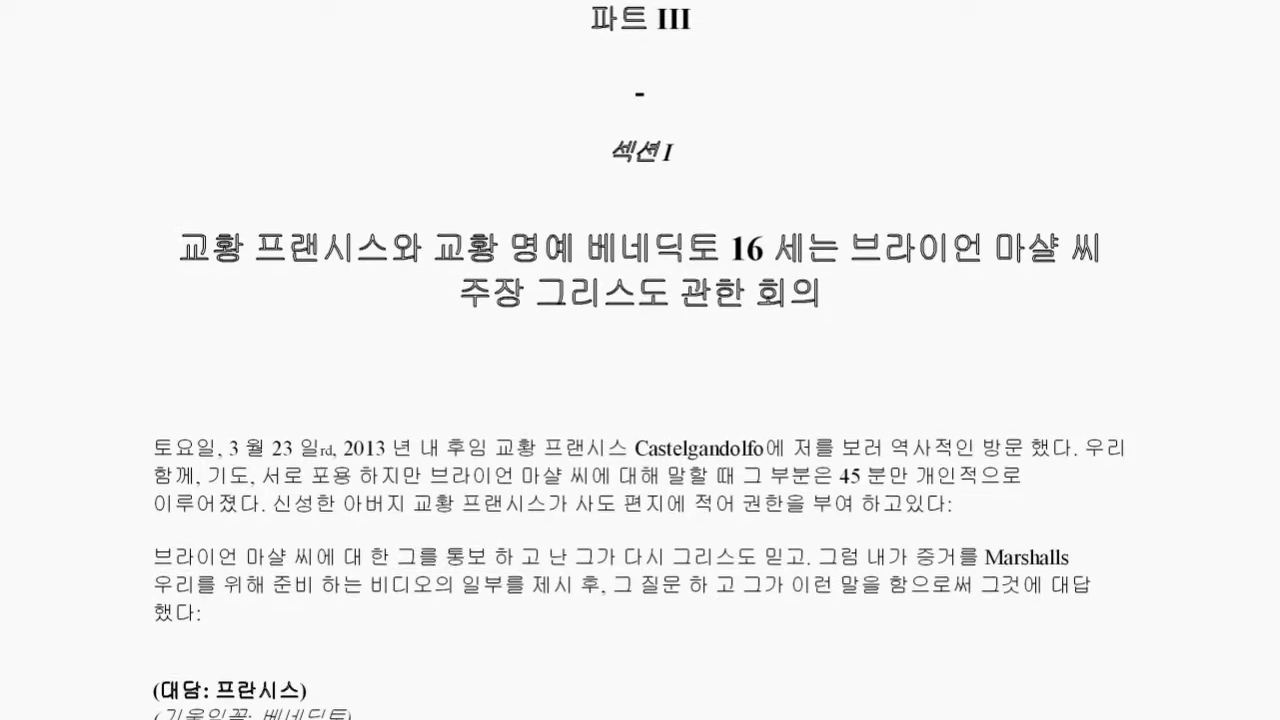 파트 III
-
섹션 I
교황 프랜시스와 교황 명예 베네딕토 16 세는 브라이언 마샬 씨
주장 그리스도 관한 회의
토요일, 3 월 23 일rd, 2013 년 내 후임 교황 프랜시스 Castelgandolfo에 저를 보러 역사적인 방문 했다. 우리
함께, 기도, 서로 포용 하지만 브라이언 마샬 씨에 대해 말할 때 그 부분은 45 분만 개인적으로
이루어졌다. 신성한 아버지 교황 프랜시스가 사도 편지에 적어 권한을 부여 하고있다:
브라이언 마샬 씨에 대 한 그를 통보 하 고 난 그가 다시 그리스도 믿고. 그럼 내가 증거를 Marshalls
우리를 위해 준비 하는 비디오의 일부를 제시 후, 그 질문 하 고 그가 이런 말을 함으로써 그것에 대답
했다:
(대담: 프란시스)
베네딕토)